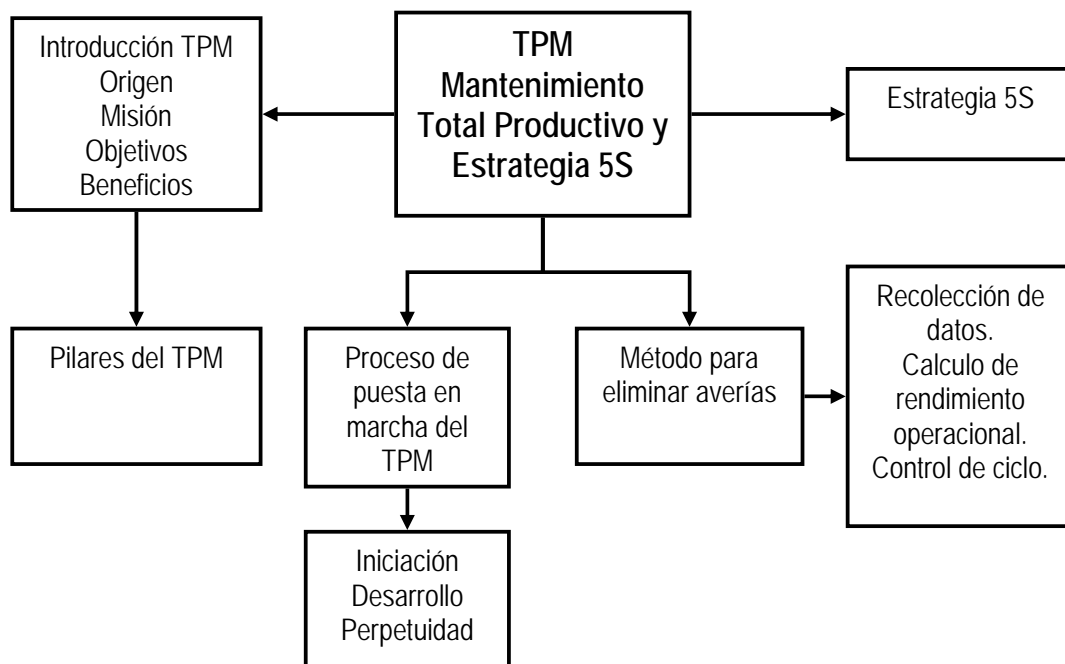 Introducción TPM
Origen
Misión
Objetivos
Beneficios
TPM
Mantenimiento
Total Productivo y
Estrategia 5S
Estrategia 5S
Pilares del TPM
Proceso de
puesta en
marcha del
TPM
Método para
eliminar averías
Recolección de
datos.
Calculo de
rendimiento
operacional.
Control de ciclo.
Iniciación
Desarrollo
Perpetuidad